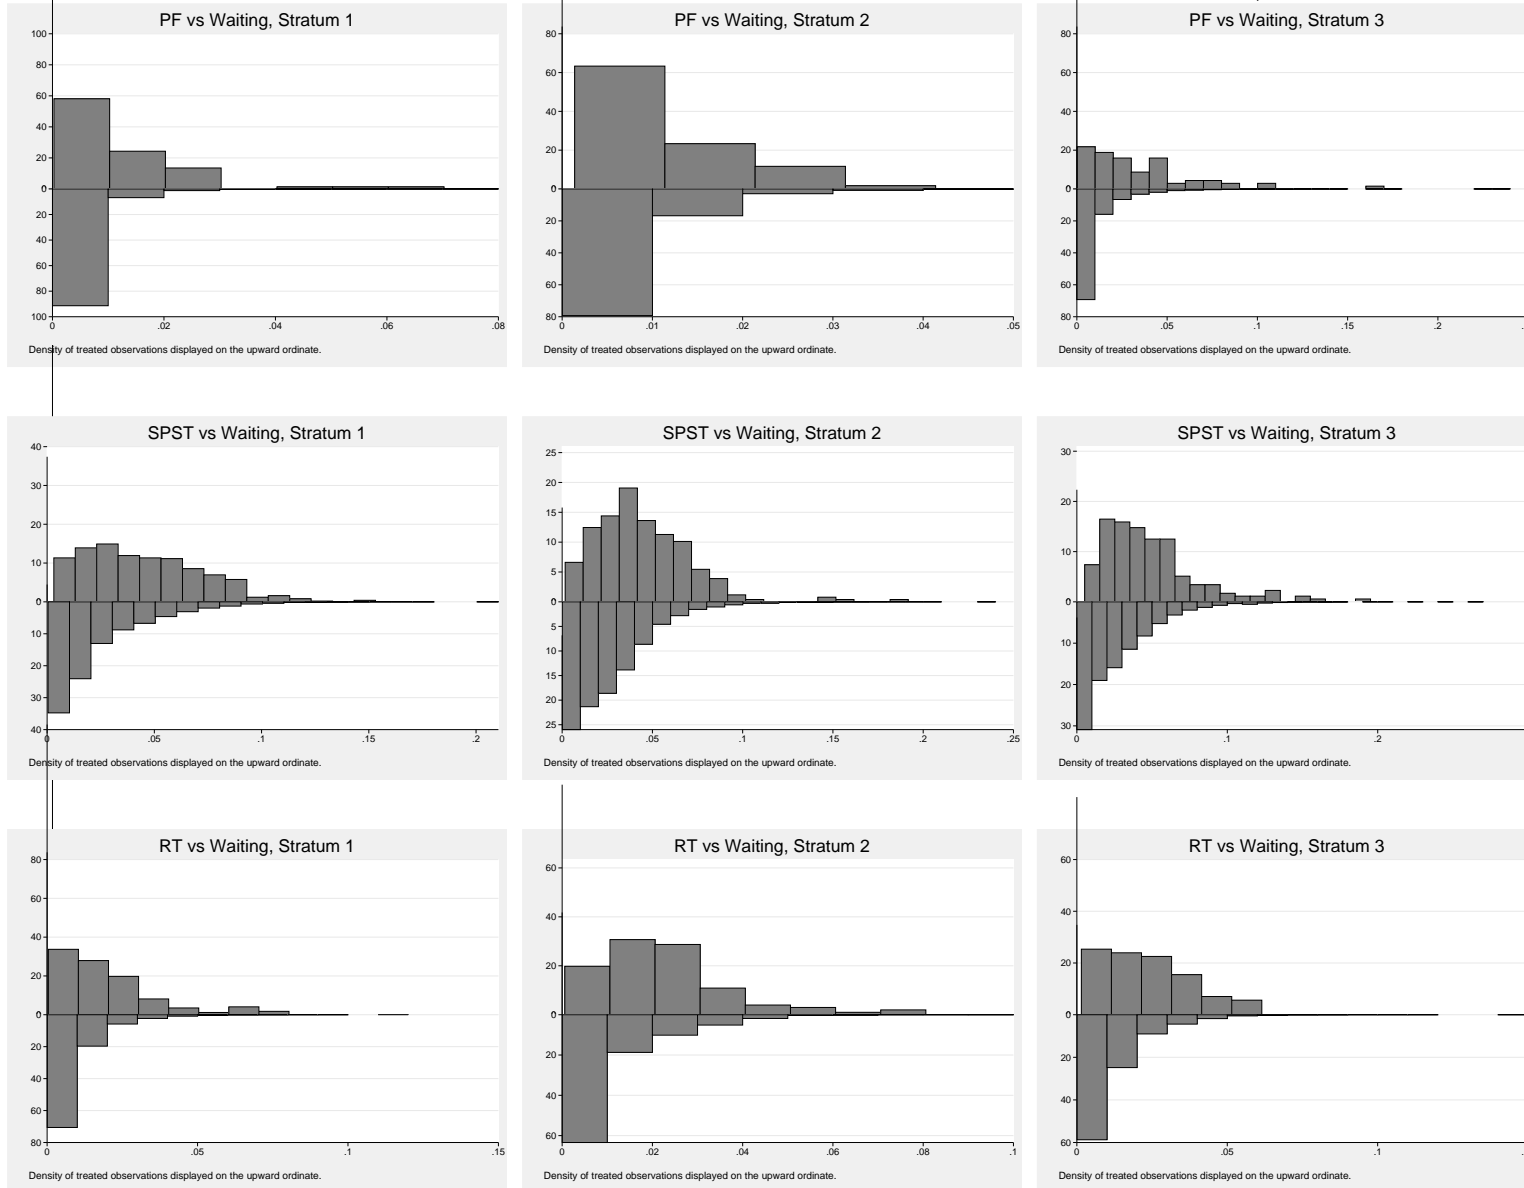 PF vs Waiting, Stratum 1
100
80
60
40
20
0
20
40
60
80
100
0 .02 .04 .06 .08
Density of treated observations displayed on the upward ordinate.
PF vs Waiting, Stratum 2
80
60
40
20
0
20
40
60
80
0 .01 .02 .03 .04 .05
Density of treated observations displayed on the upward ordinate.
PF vs Waiting, Stratum 3
80
60
40
20
0
20
40
60
80
0 .05 .1 .15 .2
Density of treated observations displayed on the upward ordinate.
SPST vs Waiting, Stratum 1
40
30
20
10
0
10
20
30
40
0 .05 .1 .15 .2
Density of treated observations displayed on the upward ordinate.
SPST vs Waiting, Stratum 2
25
20
15
10
5
0
5
10
15
20
25
0 .05 .1 .15 .2 .25
Density of treated observations displayed on the upward ordinate.
SPST vs Waiting, Stratum 3
30
20
10
0
10
20
30
0 .1 .2
Density of treated observations displayed on the upward ordinate.
RT vs Waiting, Stratum 1
80
60
40
20
0
20
40
60
80
0 .05 .1 .15
Density of treated observations displayed on the upward ordinate.
RT vs Waiting, Stratum 2
60
40
20
0
20
40
60
0 .02 .04 .06 .08 .1
Density of treated observations displayed on the upward ordinate.
RT vs Waiting, Stratum 3
60
40
20
0
20
40
60
0 .05 .1
Density of treated observations displayed on the upward ordinate.